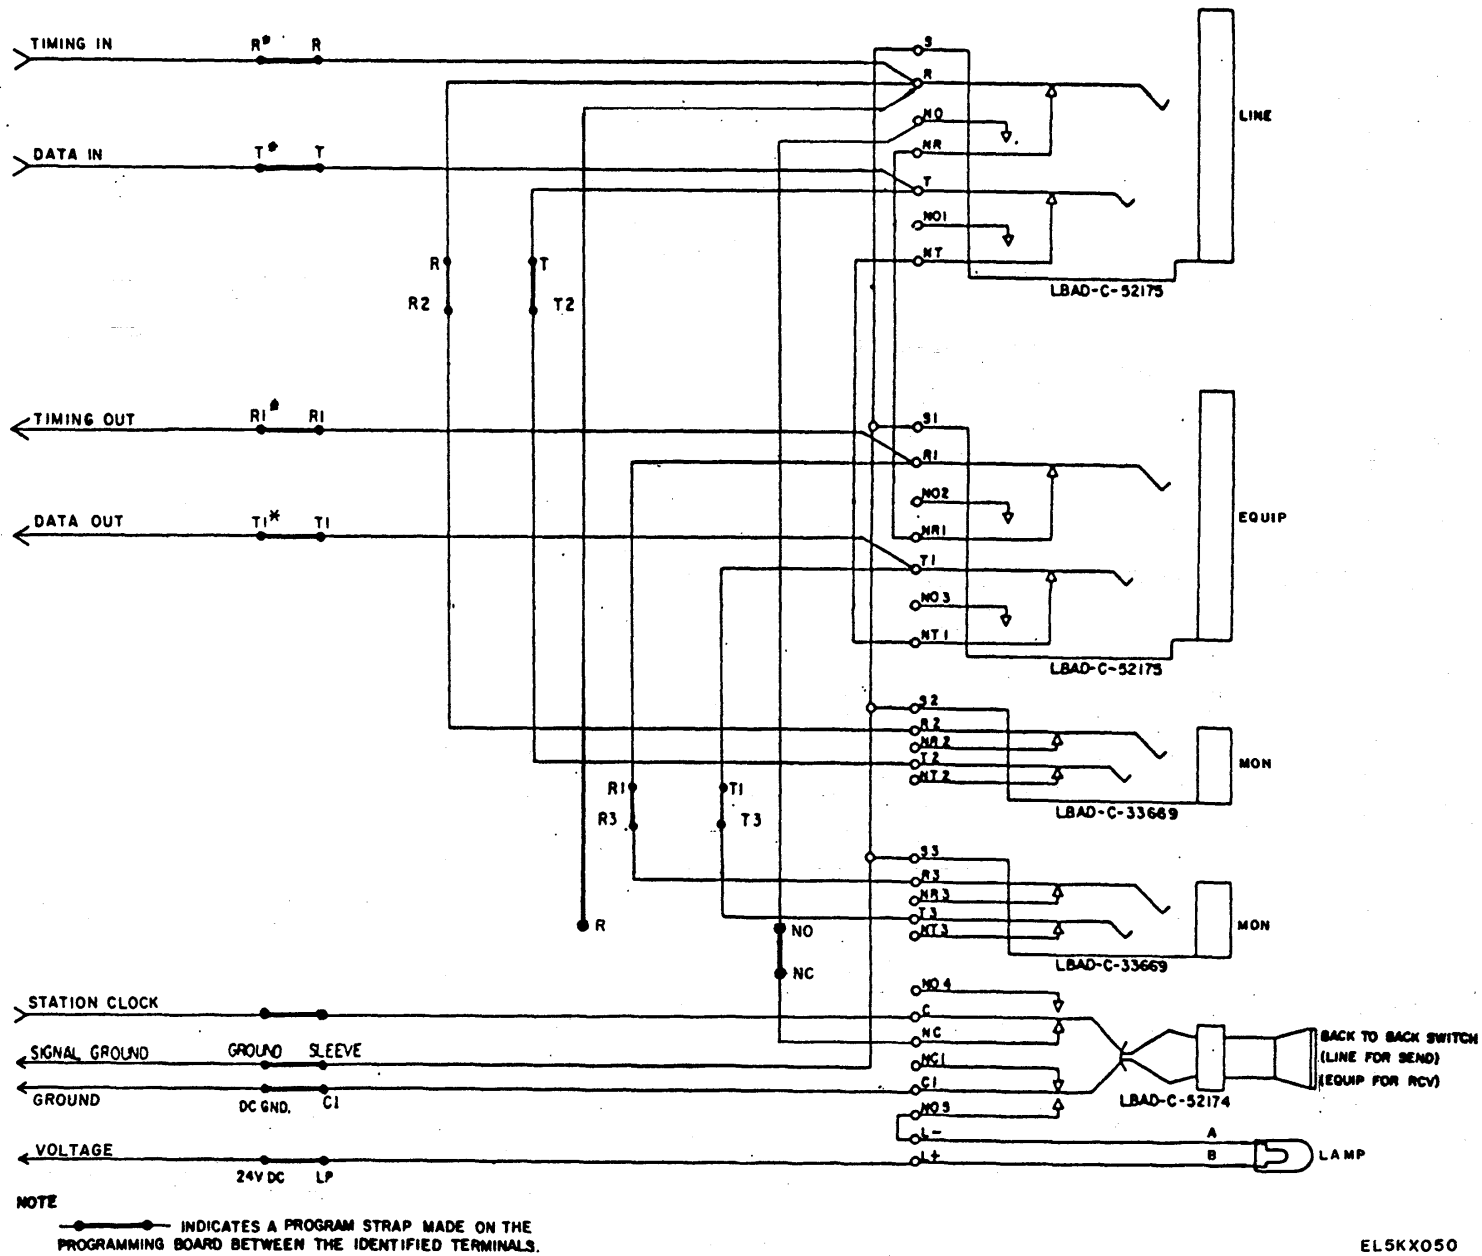 TIMING IN
R* R
S
R
NO
NR
LINE
DATA IN
T* T
T
NO1
NT
LBAD-C-52175
R
T
R2
T2
TIMING OUT
R1* R1
S1
R1
NO2
NR1
EQUIP
DATA OUT
T1* T1
T1
NO3
NT1
LBAD-C-52175
S2
R2
NR2
T2
NT2
MON
LBAD-C-33669
R1
T1
R3
T3
S3
R3
NR3
T3
NT3
MON
LBAD-C-33669
R
NO
NC
STATION CLOCK
NO4
C
NC
NC1
C1
NO5
L-
L+
SIGNAL GROUND
GROUND SLEEVE
GROUND
DC GND. C1
VOLTAGE
24V DC LP
BACK TO BACK SWITCH
(LINE FOR SEND)
(EQUIP FOR RCV)
LBAD-C-52174
A
B
LAMP
NOTE
INDICATES A PROGRAM STRAP MADE ON THE
PROGRAMMING BOARD BETWEEN THE IDENTIFIED TERMINALS.
EL5KX050